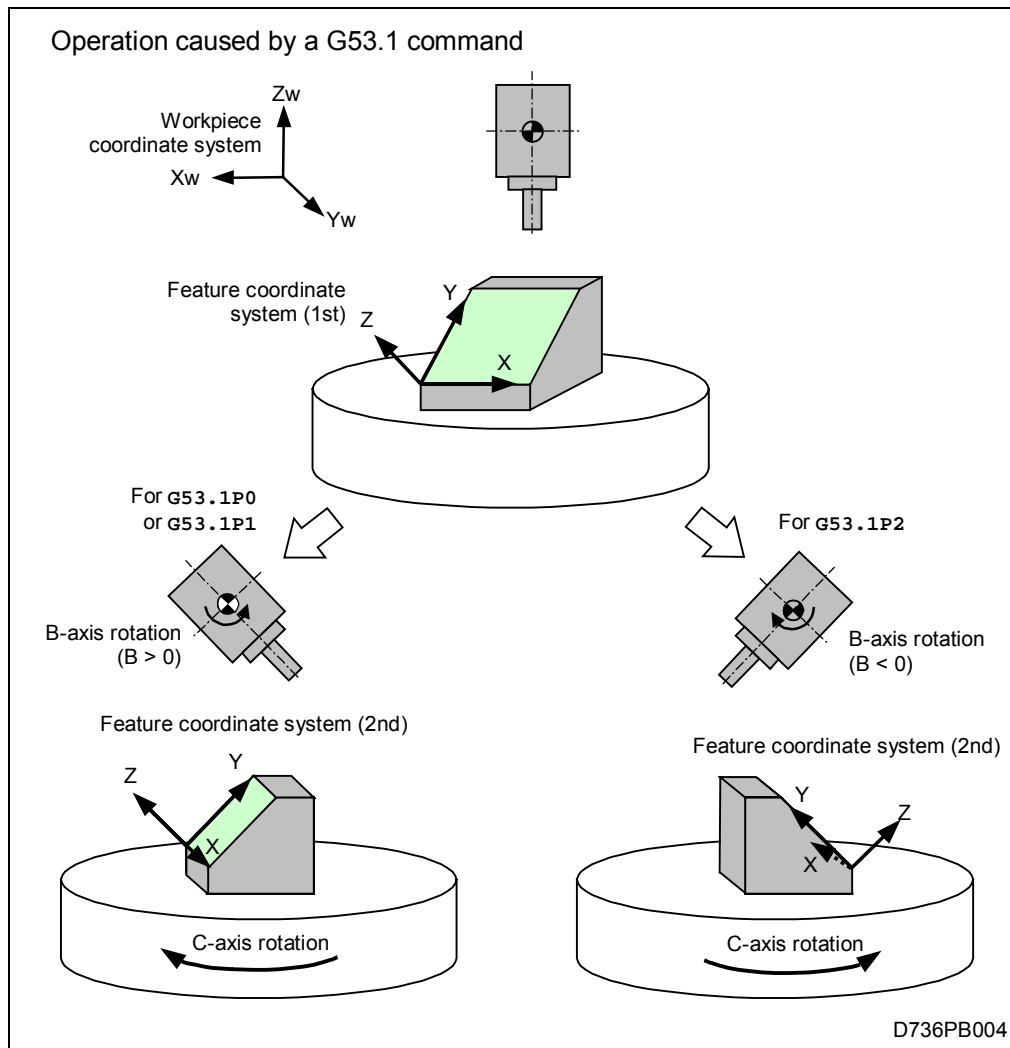 Operation caused by a G53.1 command
Zw
Workpiece
coordinate system
Xw
Yw
Feature coordinate
system (1st)
Y
Z
X
For G53.1P0
or G53.1P1
For G53.1P2
B-axis rotation
(B > 0)
B-axis rotation
(B < 0)
Feature coordinate system (2nd)
Feature coordinate system (2nd)
Z
Y
X
Y
Z
X
C-axis rotation
C-axis rotation
D736PB004